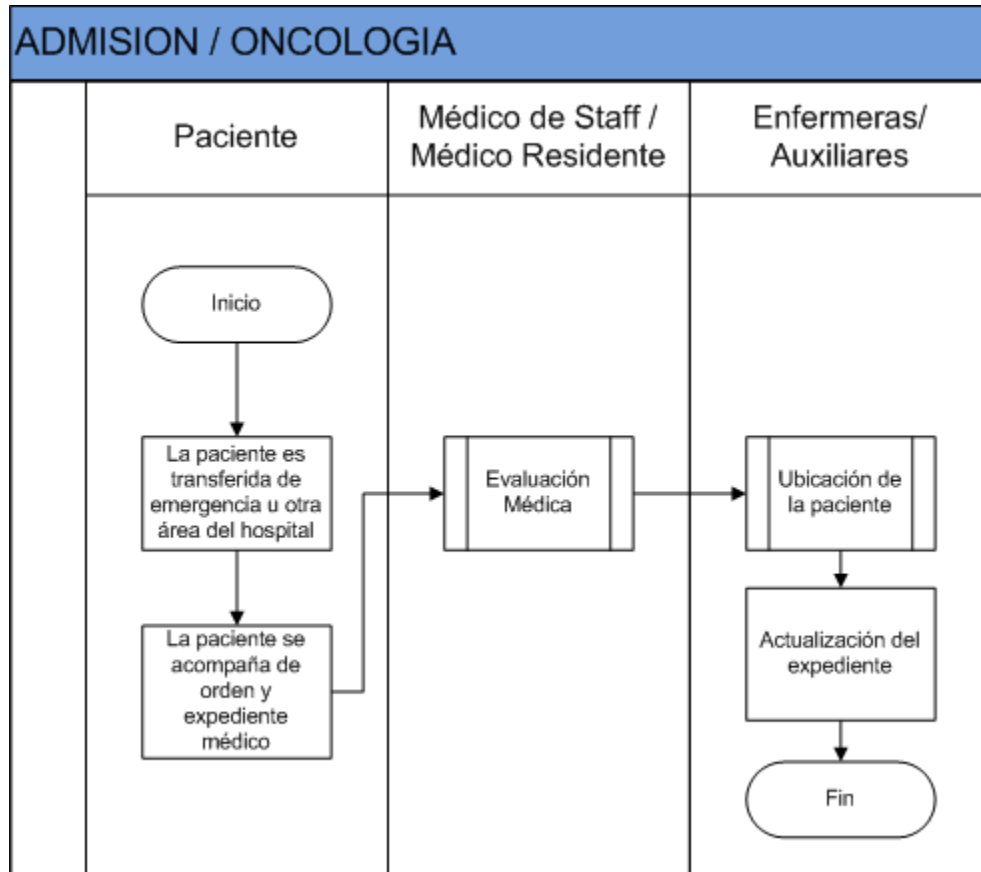 ADMISION / ONCOLOGIA
Paciente
Médico de Staff /
Médico Residente
Enfermeras/
Auxiliares
Inicio
La paciente es
transferida de
emergencia u otra
área del hospital
La paciente se
acompaña de
orden y
expediente
médico
Evaluación
Médica
Ubicación de
la paciente
Actualización del
expediente
Fin